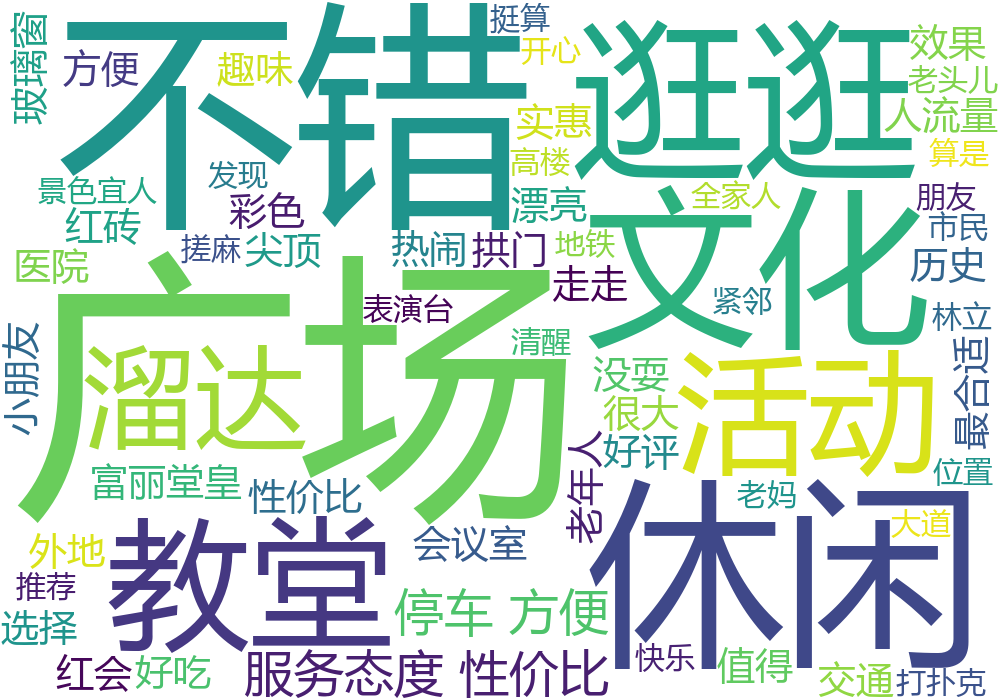 不错
逛逛
挺算
开心
玻璃窗
方便
趣味
效果
老头儿
人流量
实惠
高楼
算是
发现
景色宜人
彩色
漂亮
全家人
朋友
红砖
文化
市民
搓麻
尖顶
热闹
拱门
地铁
历史
医院
广场
走走
紧邻
表演台
林立
清醒
小朋友
溜达
没耍
活动
最合适
很大
好评
富丽堂皇
性价比
老年人
位置
休闲
老妈
教堂
大道
外地
会议室
推荐
停车 方便
选择
红会
好吃
服务态度 性价比
快乐
值得
交通
打扑克